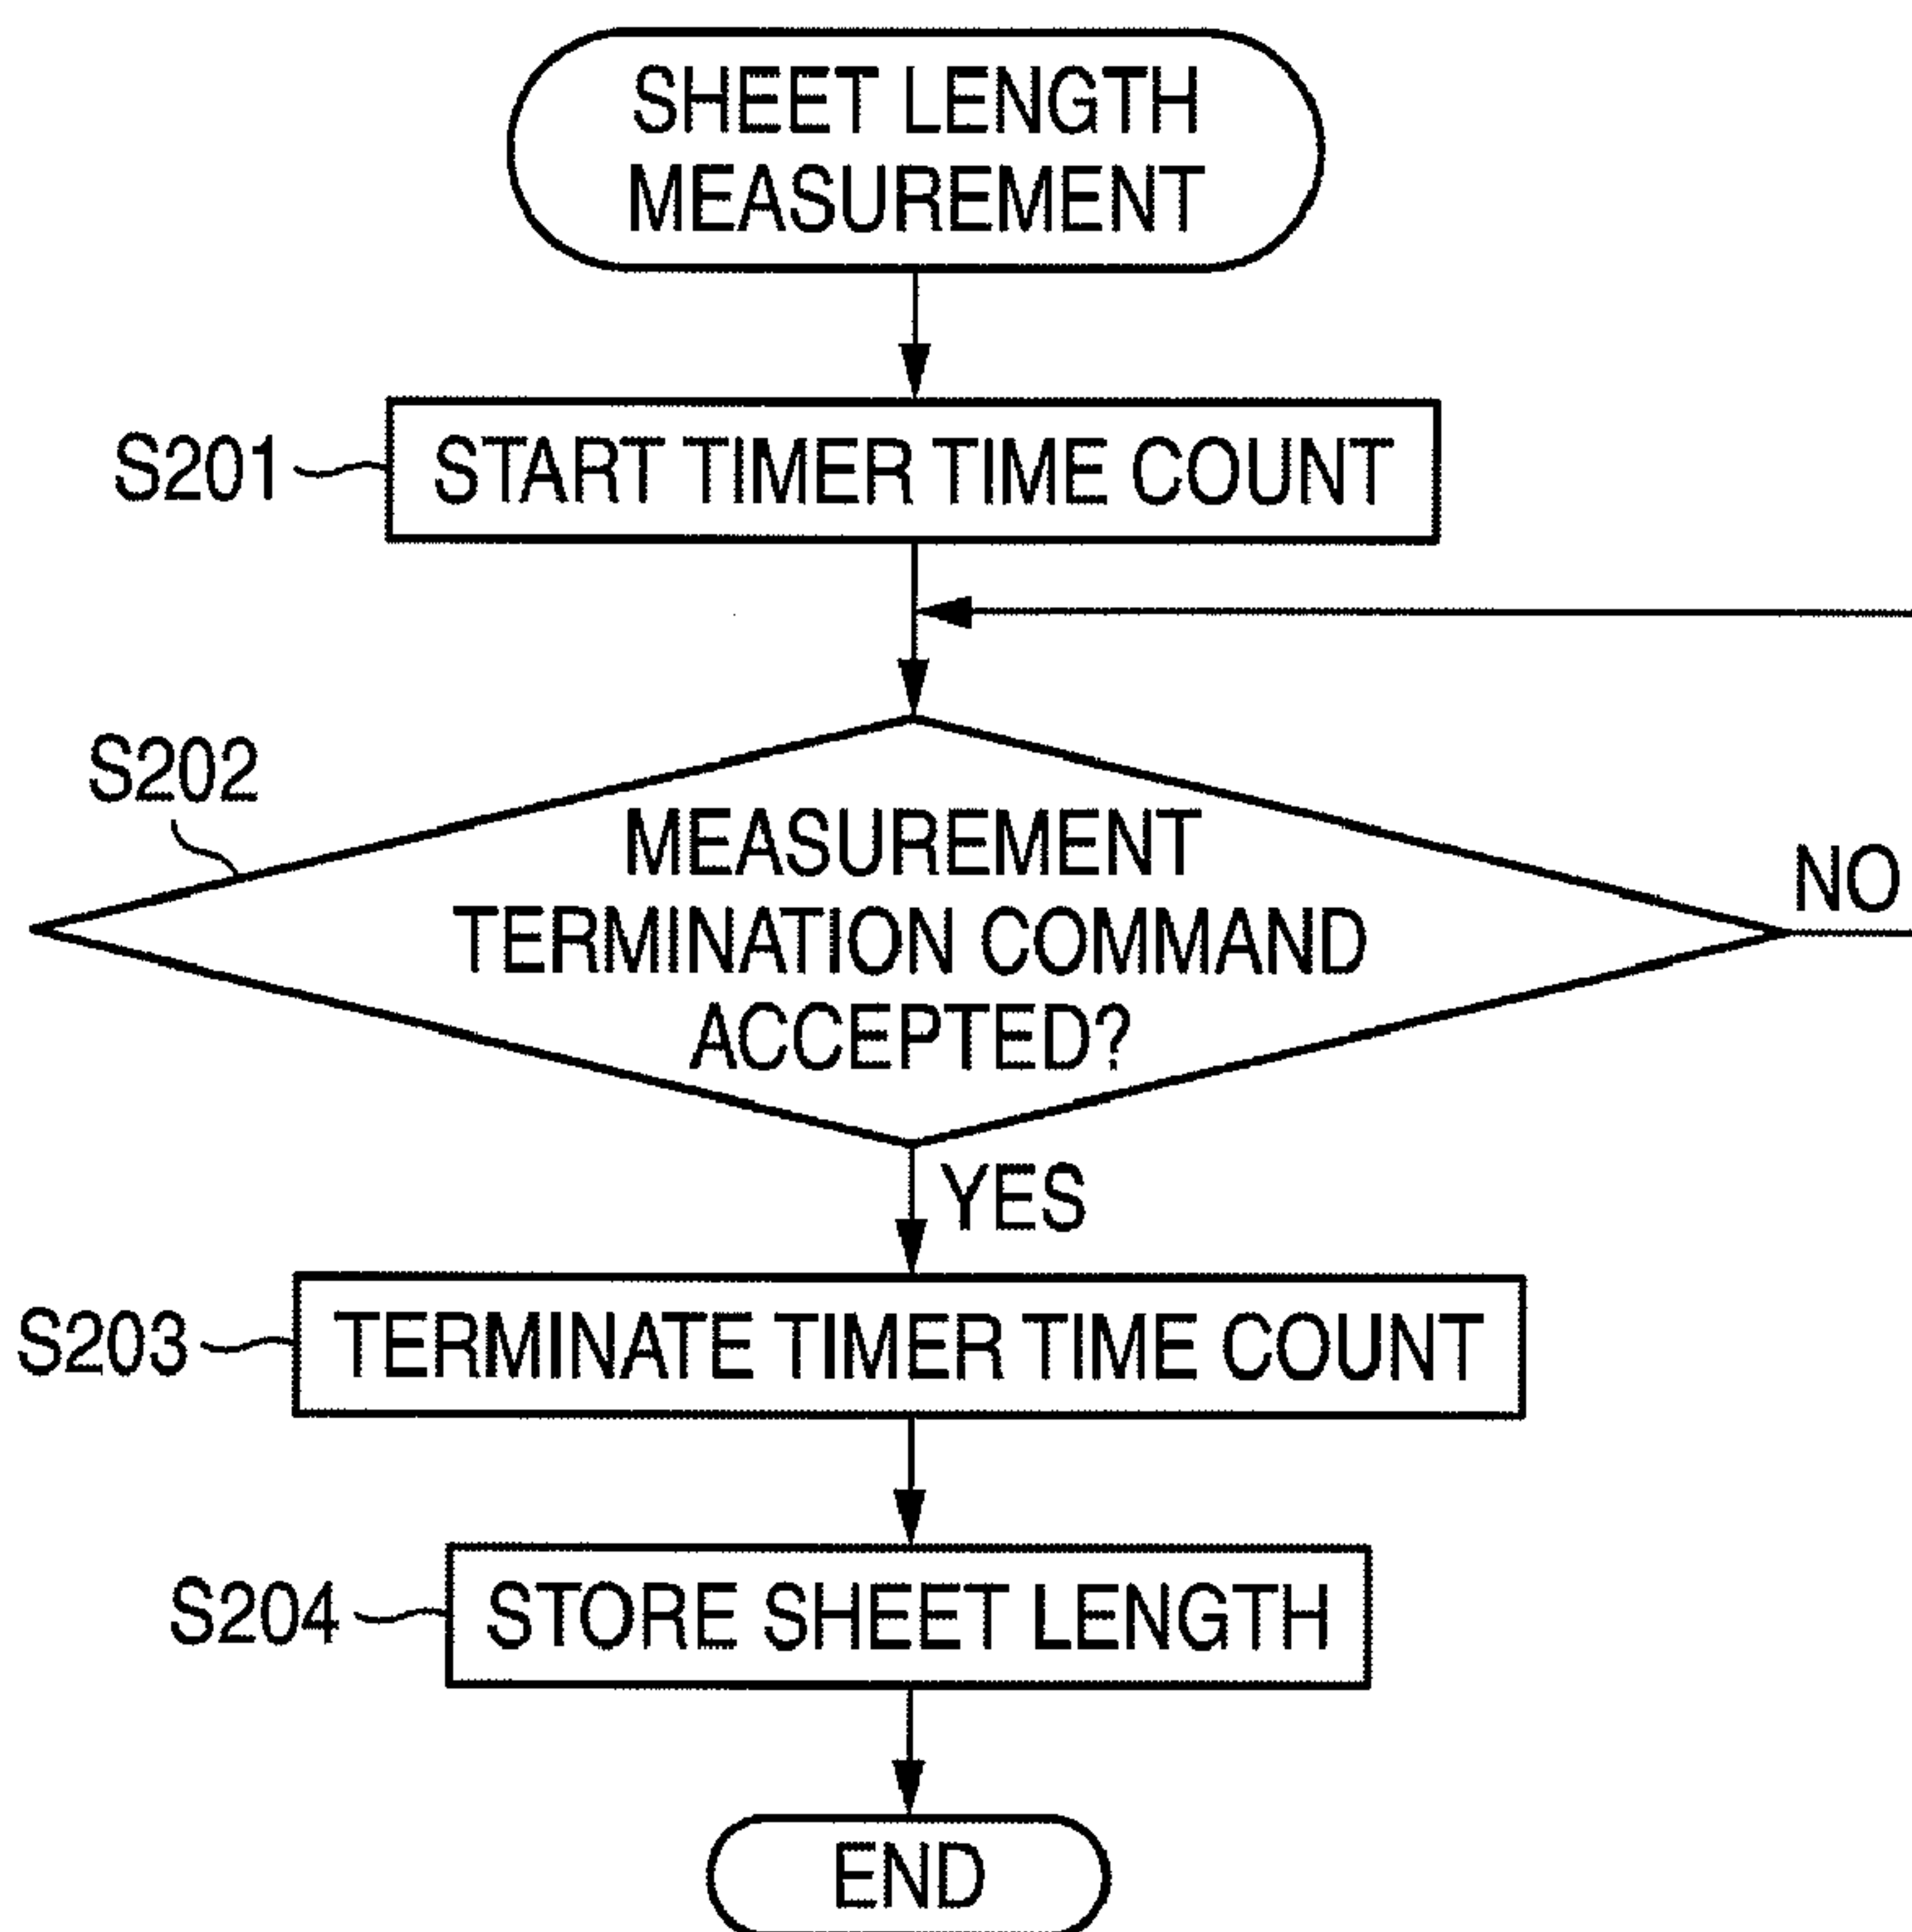 SHEET LENGTH
MEASUREMENT
S201
START TIMER TIME COUNT
S202
MEASUREMENT
TERMINATION COMMAND
ACCEPTED?
NO
YES
S203
TERMINATE TIMER TIME COUNT
S204
STORE SHEET LENGTH
END